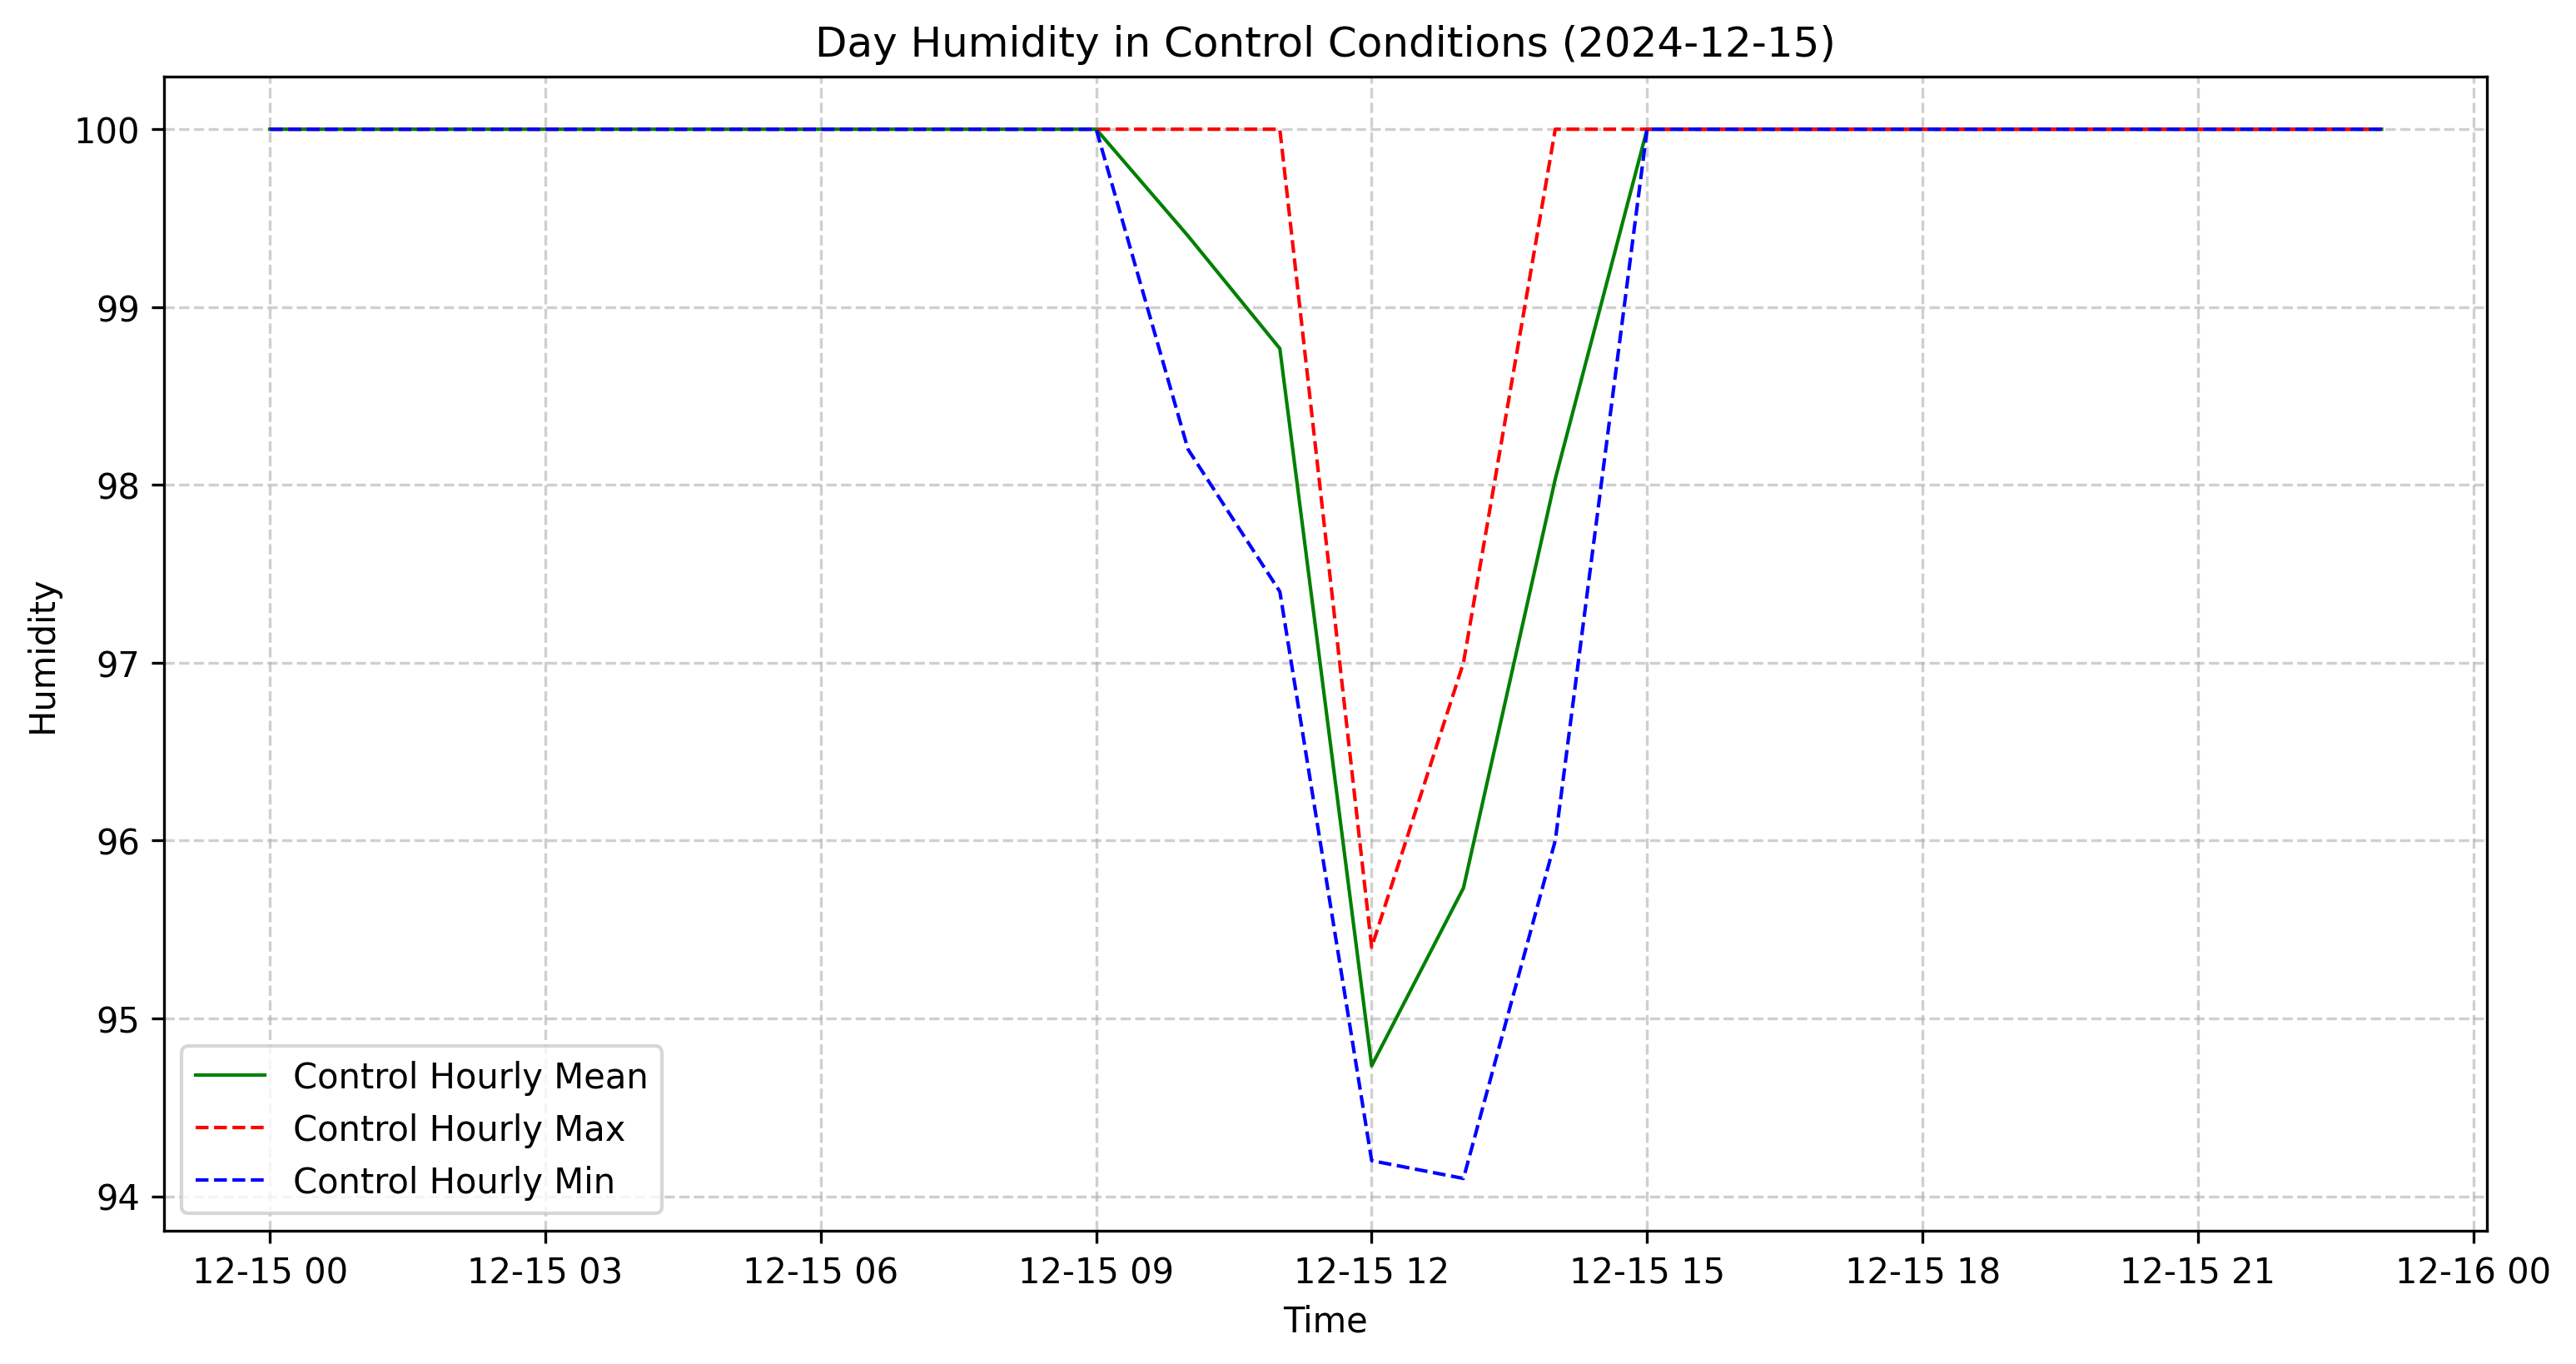 Day Humidity in Control Conditions (2024-12-15)
100
99
98
97
96
95
94
Humidity
Control Hourly Mean
Control Hourly Max
Control Hourly Min
12-15 00 12-15 03 12-15 06 12-15 09 12-15 12 12-15 15 12-15 18 12-15 21 12-16 00
Time